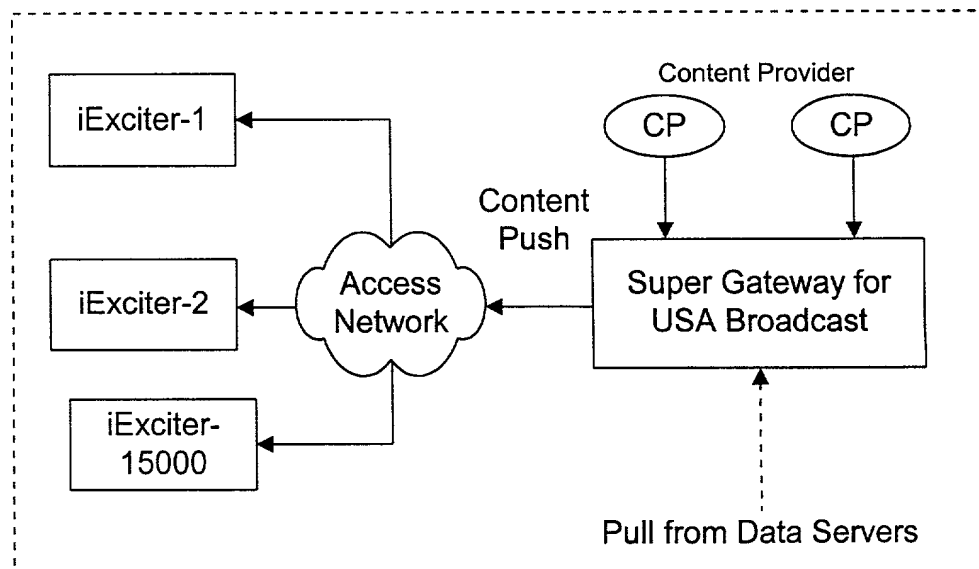 Content Provider
iExciter-1
CP
CP
Content
Push
iExciter-2
Access
Network
Super Gateway for
USA Broadcast
iExciter-
15000
Pull from Data Servers